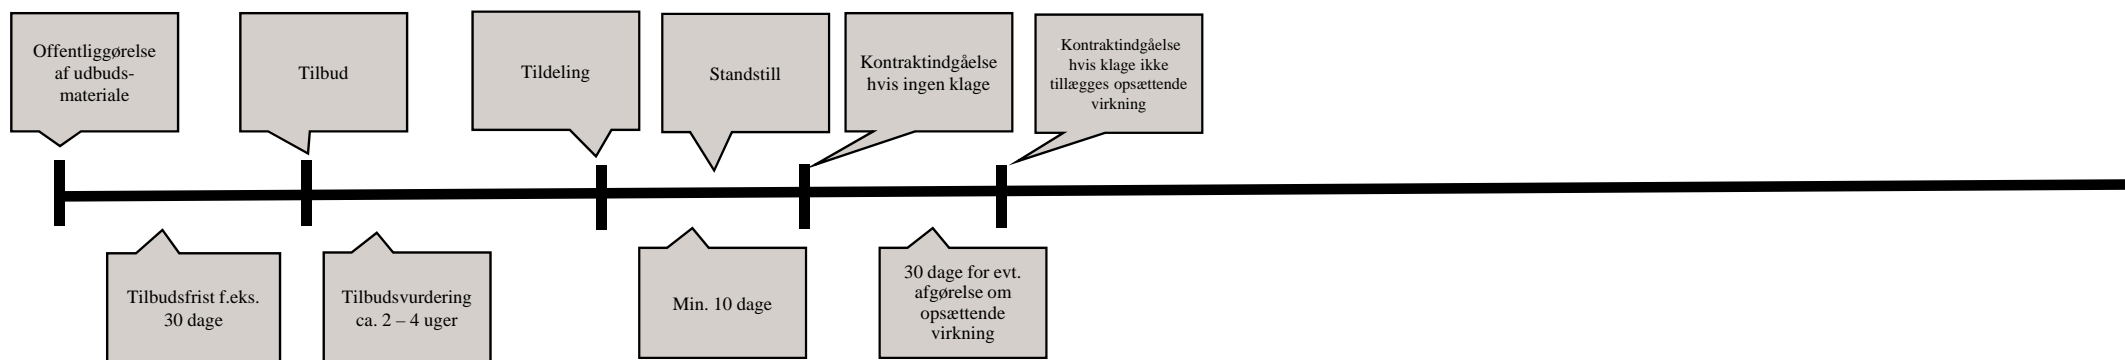 Offentliggørelse
af udbuds-
materiale
Tilbud
Tildeling
Standstill
Kontraktindgåelse
hvis ingen klage
Kontraktindgåelse
hvis klage ikke
tillægges opsættende
virkning
Tilbudsfrist f.eks.
30 dage
Tilbudsvurdering
ca. 2 – 4 uger
Min. 10 dage
30 dage for evt.
afgørelse om
opsættende
virkning